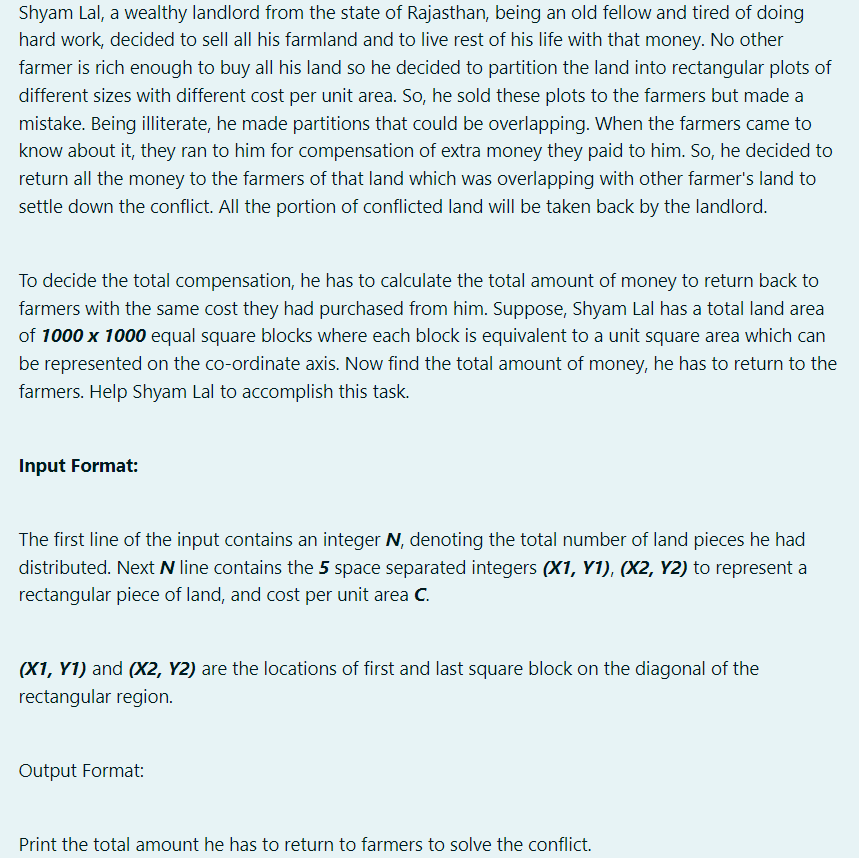 Shyam Lal, a wealthy landlord from the state of Rajasthan, being an old fellow and tired of doing
hard work, decided to sell all his farmland and to live rest of his life with that money. No other
farmer is rich enough to buy all his land so he decided to partition the land into rectangular plots of
different sizes with different cost per unit area. So, he sold these plots to the farmers but made a
mistake. Being illiterate, he made partitions that could be overlapping. When the farmers came to
know about it, they ran to him for compensation of extra money they paid to him. So, he decided to
return all the money to the farmers of that land which was overlapping with other farmer's land to
settle down the conflict. All the portion of conflicted land will be taken back by the landlord.
To decide the total compensation, he has to calculate the total amount of money to return back to
farmers with the same cost they had purchased from him. Suppose, Shyam Lal has a total land area
of 1000 x 1000 equal square blocks where each block is equivalent to a unit square area which can
be represented on the co-ordinate axis. Now find the total amount of money, he has to return to the
farmers. Help Shyam Lal to accomplish this task.
Input Format:
The first line of the input contains an integer N, denoting the total number of land pieces he had
distributed. Next N line contains the 5 space separated integers (X1, Y1), (X2, Y2) to represent a
rectangular piece of land, and cost per unit area C.
(X1, Y1) and (X2, Y2) are the locations of first and last square block on the diagonal of the
rectangular region.
Output Format:
Print the total amount he has to return to farmers to solve the conflict.